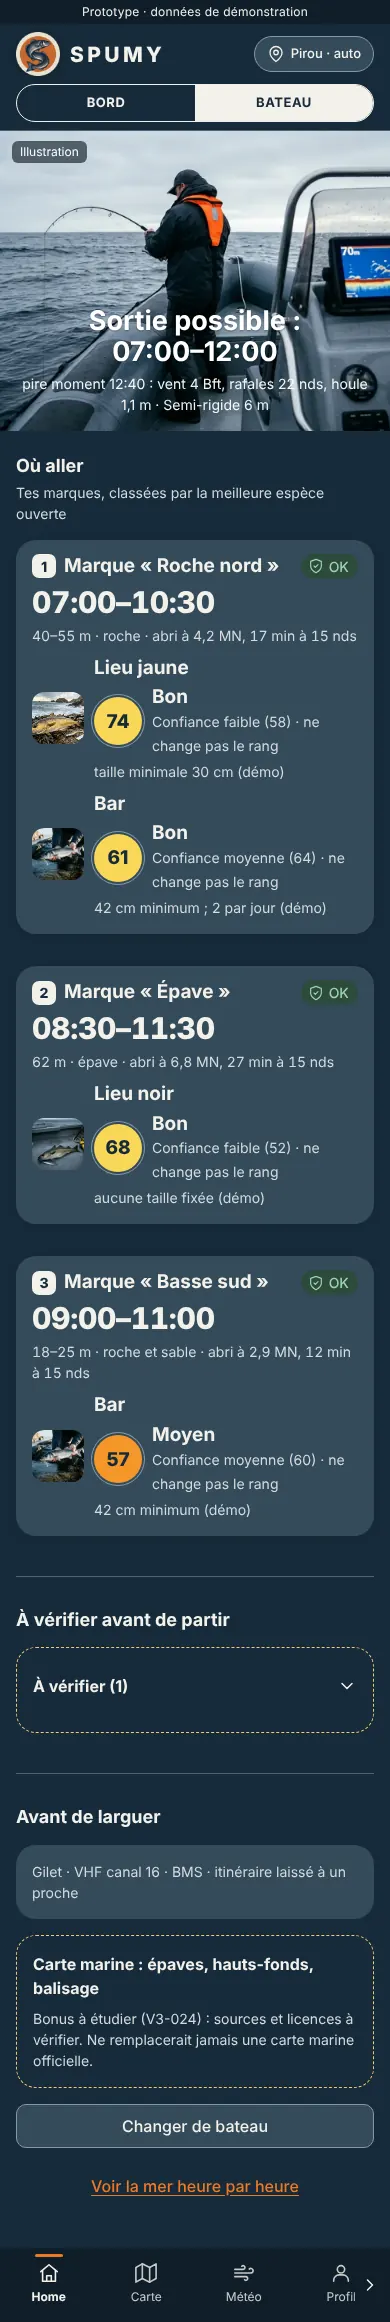 Prototype · données de démonstration
SPUMY
Pirou · auto
BORD
BATEAU
Illustration
70m
Sortie possible :
07:00–12:00
pire moment 12:40 : vent 4 Bft, rafales 22 nds, houle
1,1 m · Semi-rigide 6 m
Où aller
Tes marques, classées par la meilleure espèce
ouverte
1 Marque « Roche nord » OK
07:00–10:30
40–55 m · roche · abri à 4,2 MN, 17 min à 15 nds
Lieu jaune
74
Bon
Confiance faible (58) · ne
change pas le rang
taille minimale 30 cm (démo)
Bar
61
Bon
Confiance moyenne (64) · ne
change pas le rang
42 cm minimum ; 2 par jour (démo)
2 Marque « Épave » OK
08:30–11:30
62 m · épave · abri à 6,8 MN, 27 min à 15 nds
Lieu noir
68
Bon
Confiance faible (52) · ne
change pas le rang
aucune taille fixée (démo)
3 Marque « Basse sud » OK
09:00–11:00
18–25 m · roche et sable · abri à 2,9 MN, 12 min
à 15 nds
Bar
57
Moyen
Confiance moyenne (60) · ne
change pas le rang
42 cm minimum (démo)
À vérifier avant de partir
À vérifier (1)
Avant de larguer
Gilet · VHF canal 16 · BMS · itinéraire laissé à un
proche
Carte marine : épaves, hauts-fonds,
balisage
Bonus à étudier (V3-024) : sources et licences à
vérifier. Ne remplacerait jamais une carte marine
officielle.
Changer de bateau
Voir la mer heure par heure
Home
Carte
Météo
Profil